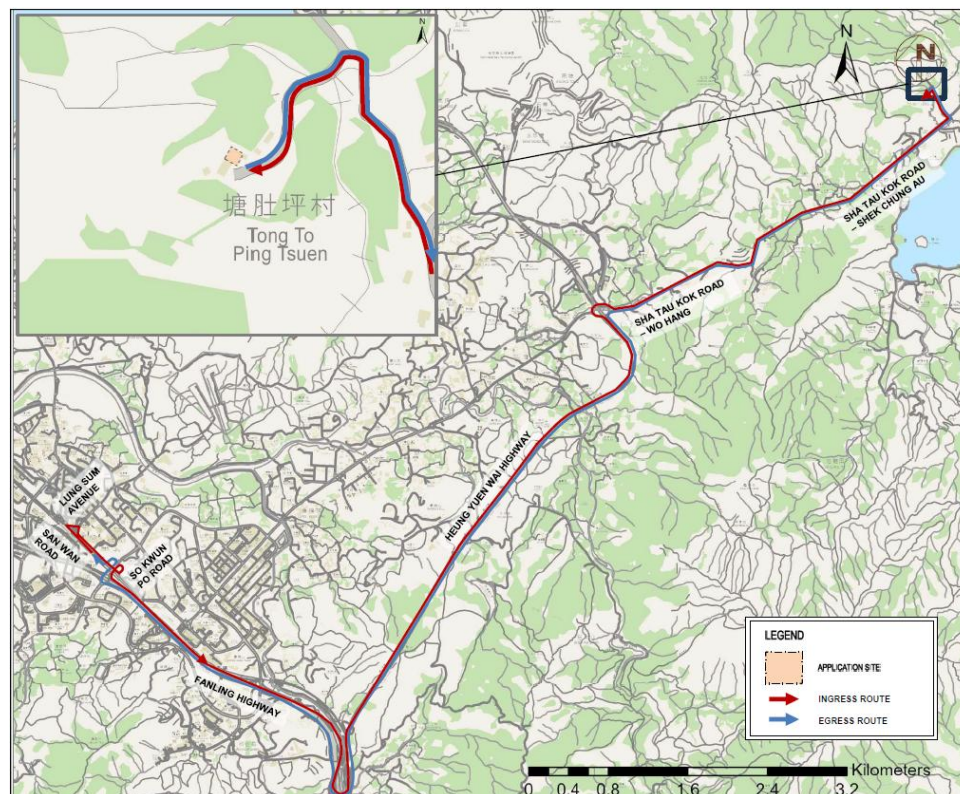 N
塘肚坪村
Tong To
Ping Tsuen
N
N
SHA TAU KOK ROAD
– SHEK CHUNG AU
SHA TAU KOK ROAD
– WO HANG
HEUNG YUEN WAI HIGHWAY
LUNG SUM
AVENUE
SAN WAN
ROAD
SO KWUN
PO ROAD
FANLING HIGHWAY
LEGEND
APPLICATION SITE
INGRESS ROUTE
EGRESS ROUTE
Kilometers
0 0.4 0.8 1.6 2.4 3.2